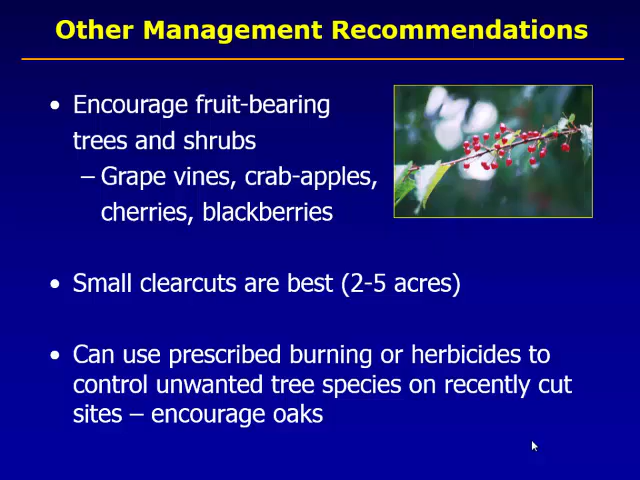 Other Management Recommendations
• Encourage fruit-bearing
trees and shrubs
– Grape vines, crab-apples,
cherries, blackberries
• Small clearcuts are best (2-5 acres)
• Can use prescribed burning or herbicides to
control unwanted tree species on recently cut
sites – encourage oaks